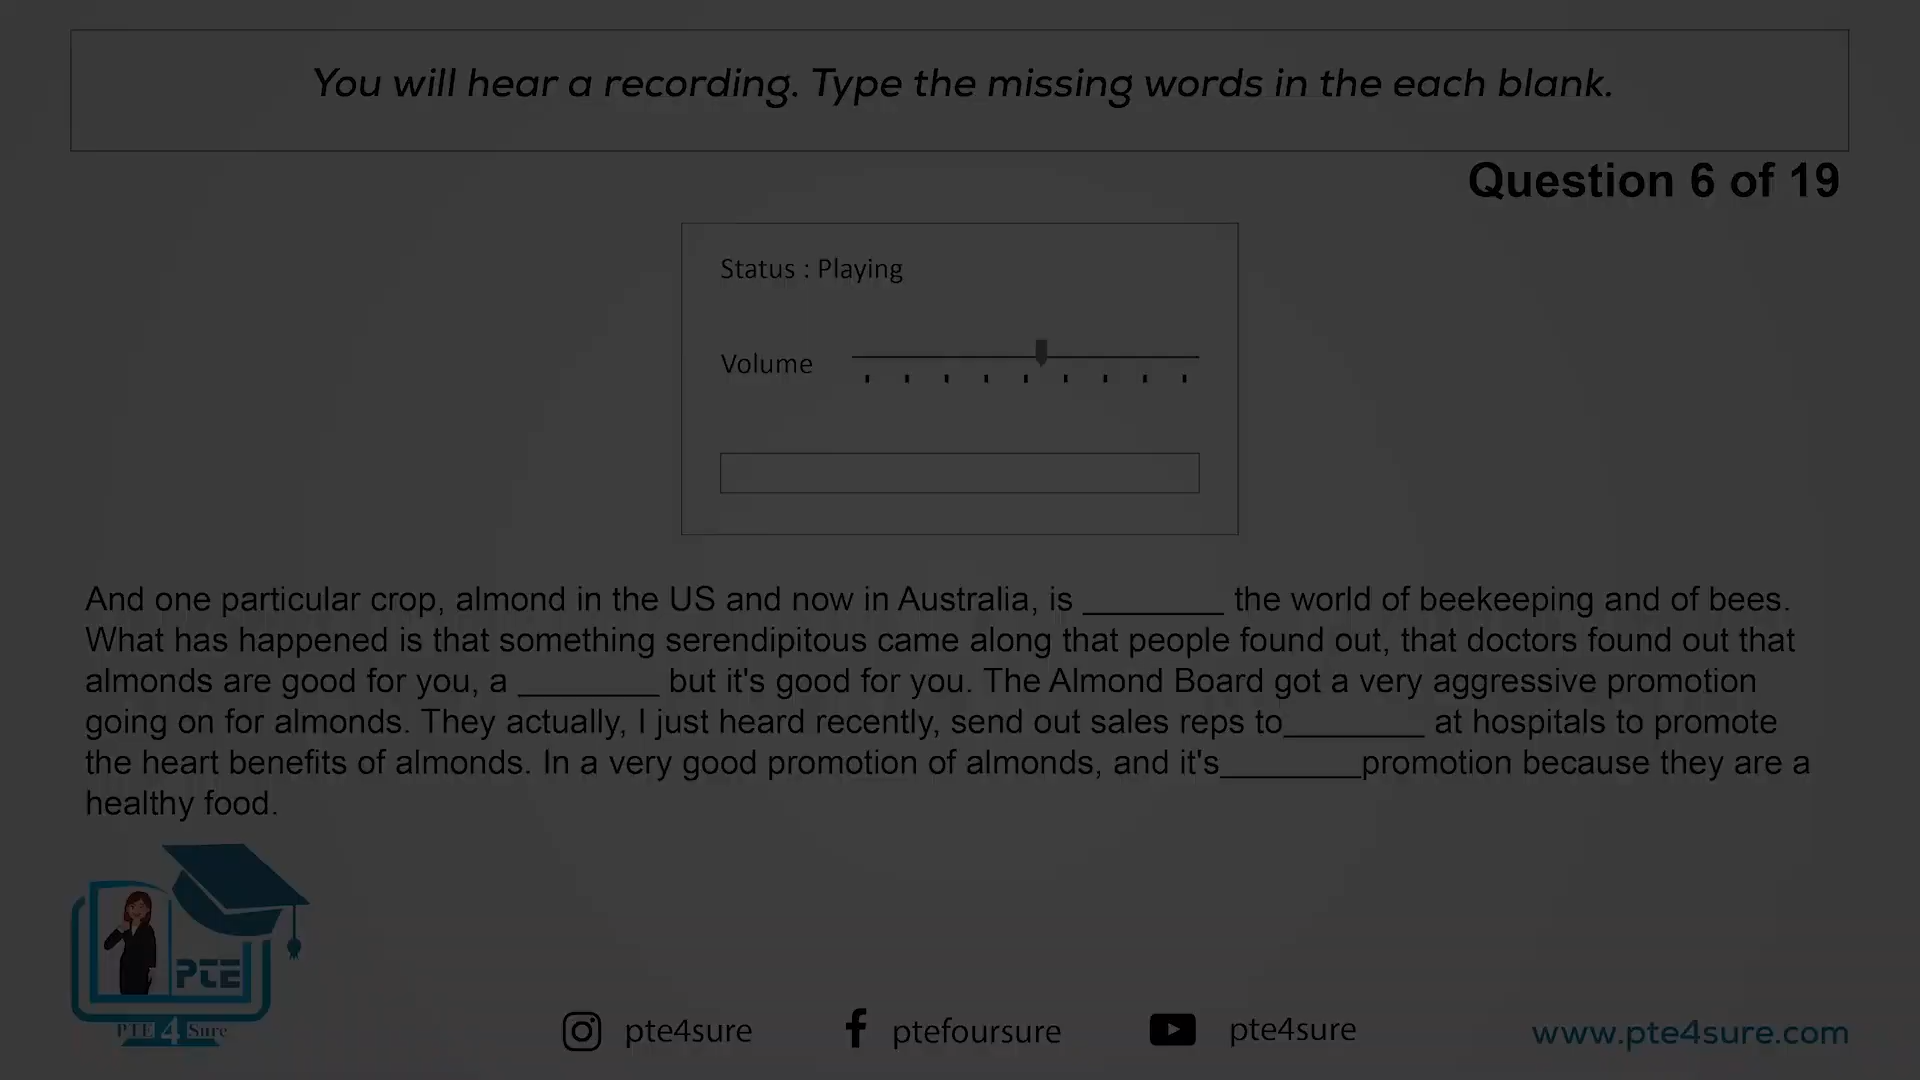 You will hear a recording. Type the missing words in the each blank.
Question 6 of 19
Status : Playing
Volume
And one particular crop, almond in the US and now in Australia, is ________ the world of beekeeping and of bees.
What has happened is that something serendipitous came along that people found out, that doctors found out that
almonds are good for you, a ________ but it's good for you. The Almond Board got a very aggressive promotion
going on for almonds. They actually, I just heard recently, send out sales reps to________ at hospitals to promote
the heart benefits of almonds. In a very good promotion of almonds, and it's________promotion because they are a
healthy food.
PTE
PTE 4 Sure
pte4sure
ptefoursure
pte4sure
www.pte4sure.com